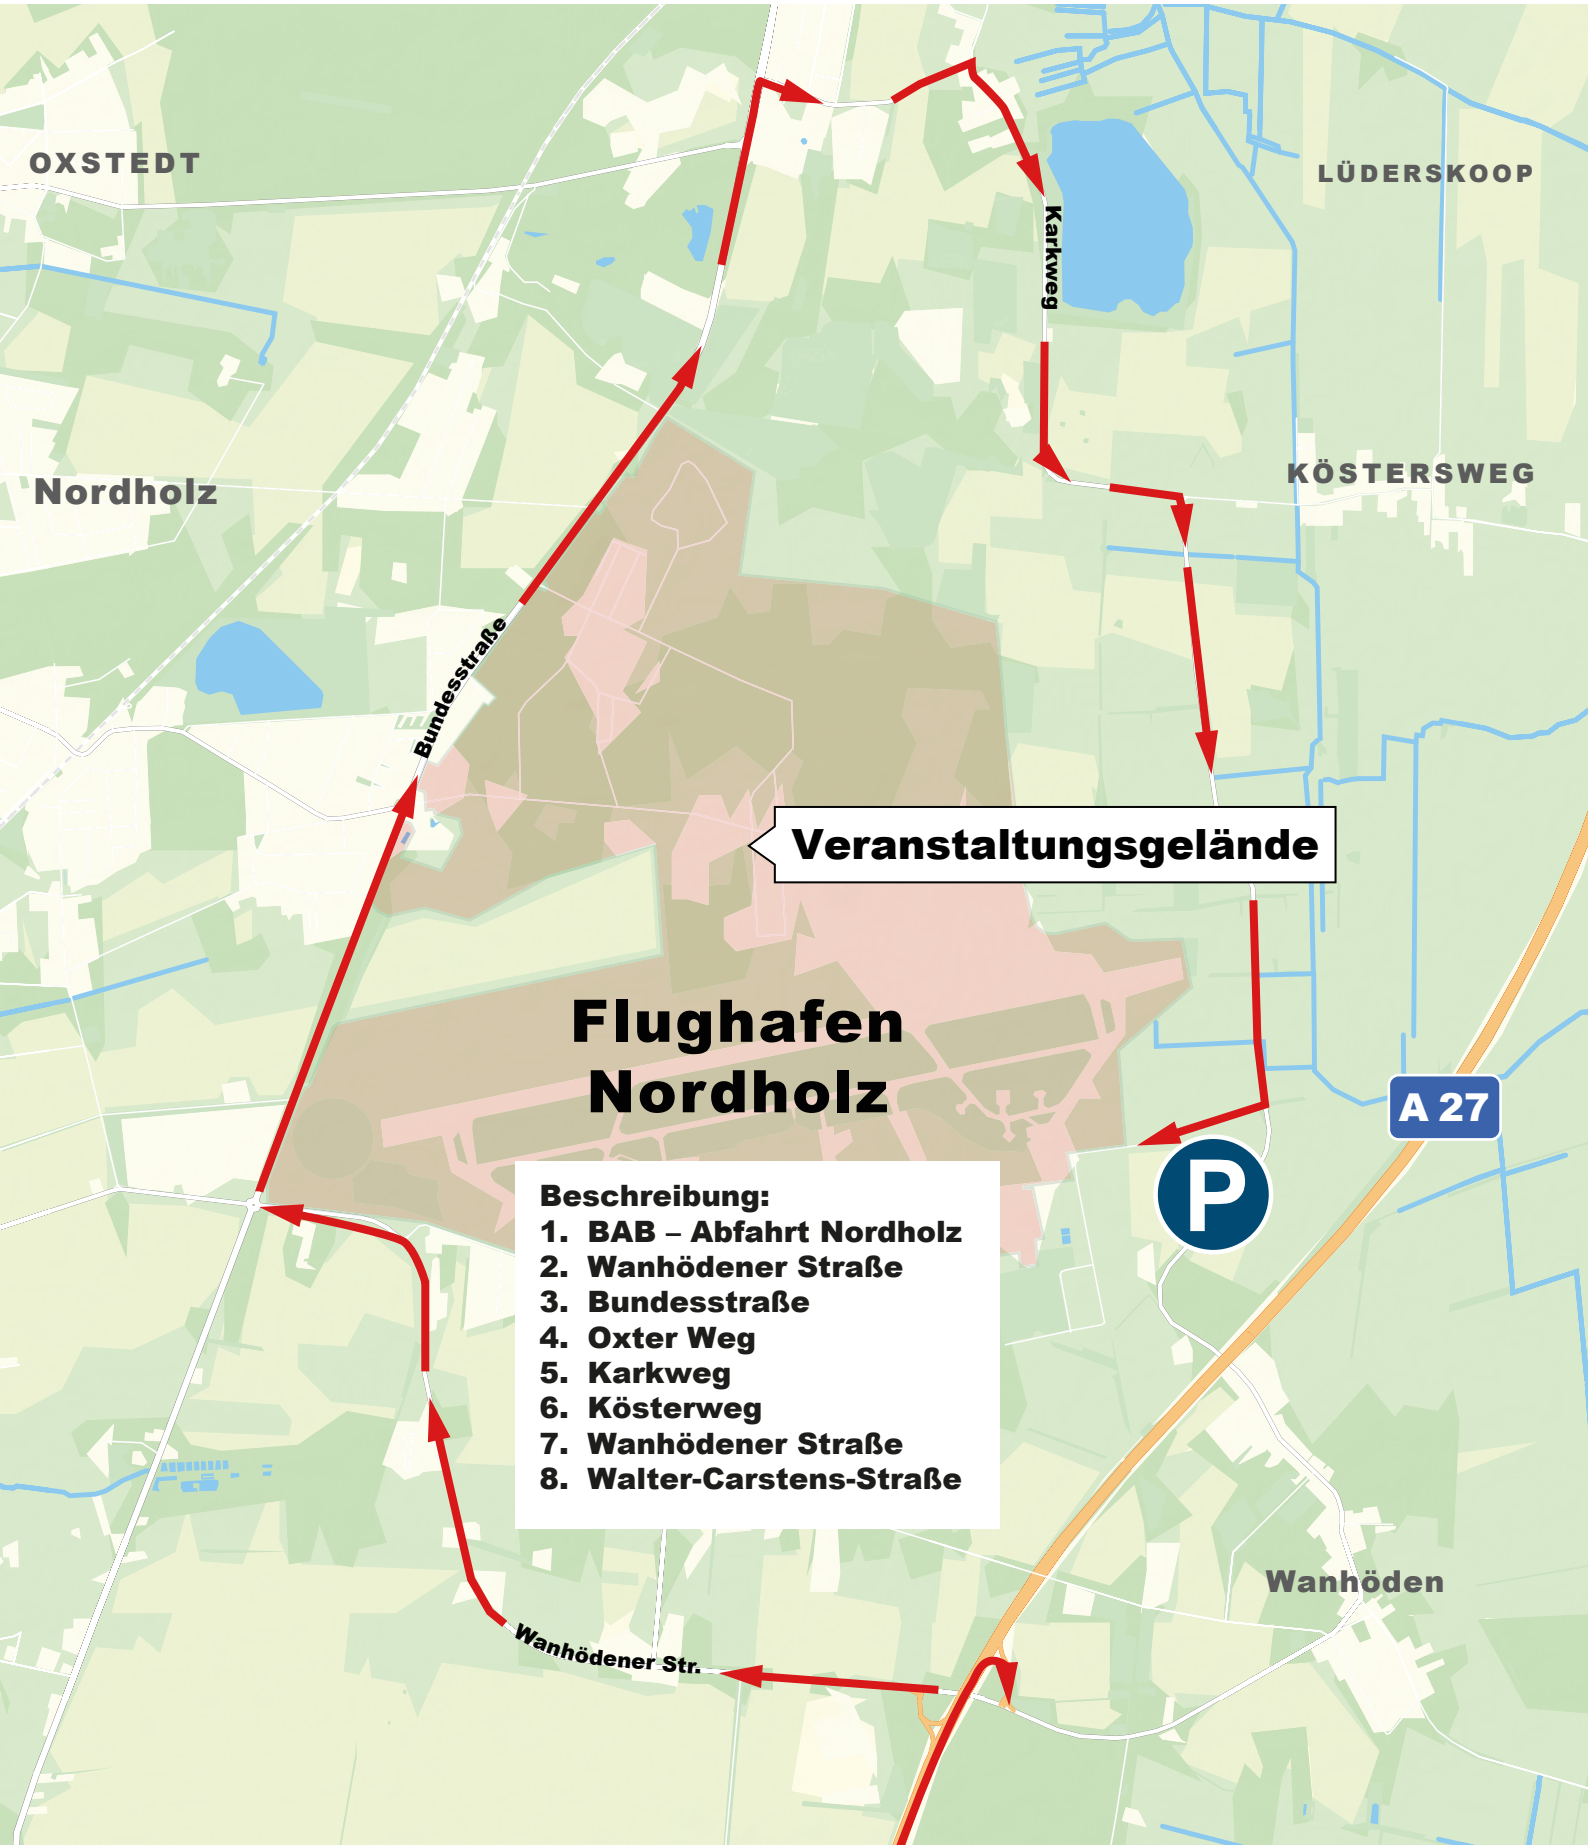 OXSTEDT
LÜDERSKOOP
Karkweg
Nordholz
KÖSTERSWEG
Bundesstraße
Veranstaltungsgelände
Flughafen
Nordholz
A 27
P
Beschreibung:
1. BAB – Abfahrt Nordholz
2. Wanhödener Straße
3. Bundesstraße
4. Oxter Weg
5. Karkweg
6. Kösterweg
7. Wanhödener Straße
8. Walter-Carstens-Straße
Wanhöden
Wanhödener Str.